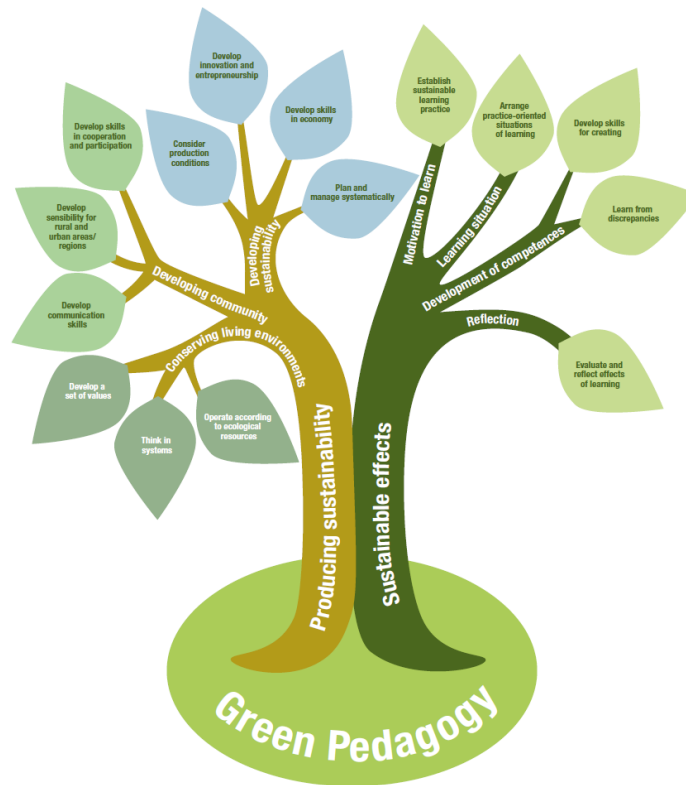 Develop
innovation and
entrepreneurship
Develop skills
in economy
Consider
production
conditions
Plan and
manage systematically
Develop skills
in cooperation
and participation
Develop
sensibility for
rural and
urban areas/
regions
Develop
communication
skills
Develop a
set of values
Think in
systems
Operate according
to ecological
resources
Developing
sustainability
Developing community
Conserving living environments
Producing sustainability
Establish
sustainable
learning
practice
Arrange
practice-oriented
situations
of learning
Develop skills
for creating
Learn from
discrepancies
Evaluate and
reflect effects
of learning
Motivation to learn
Learning situation
Development of competences
Reflection
Sustainable effects
Green Pedagogy